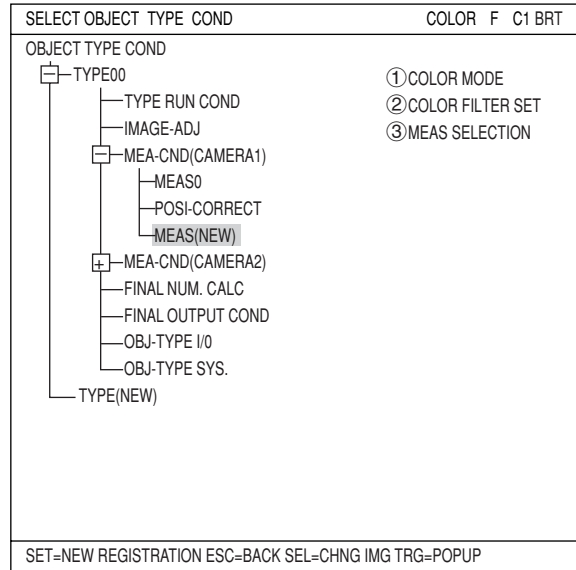 SELECT OBJECT TYPE COND COLOR F C1 BRT
OBJECT TYPE COND
TYPE00
TYPE RUN COND
IMAGE-ADJ
MEA-CND(CAMERA1)
MEAS0
POSI-CORRECT
MEAS(NEW)
MEA-CND(CAMERA2)
FINAL NUM. CALC
FINAL OUTPUT COND
OBJ-TYPE I/0
OBJ-TYPE SYS.
TYPE(NEW)
①COLOR MODE
②COLOR FILTER SET
③MEAS SELECTION
SET=NEW REGISTRATION ESC=BACK SEL=CHNG IMG TRG=POPUP